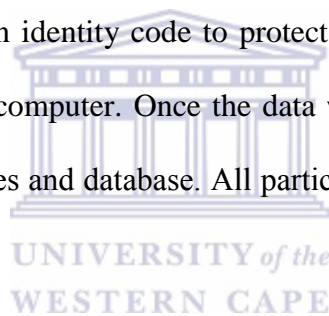 n identity code to protect
computer. Once the data
es and database. All partic
UNIVERSITY of the
WESTERN CAPE